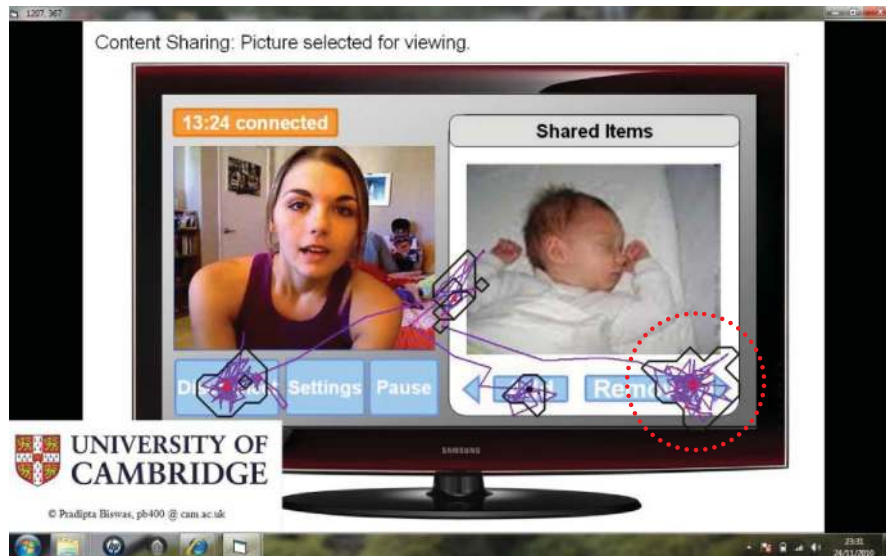 1207, 367
Content Sharing: Picture selected for viewing.
13:24 connected
Shared Items
Settings
Pause
SAMSUNG
UNIVERSITY OF
CAMBRIDGE
© Pradipta Biswas, pb400 @ cam.ac.uk
23:31
24/11/2010